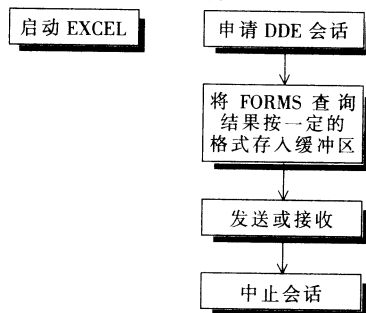 启动 EXCEL
申请 DDE 会话
将 FORMS 查询
结果按一定的
格式存入缓冲区
发送或接收
中止会话